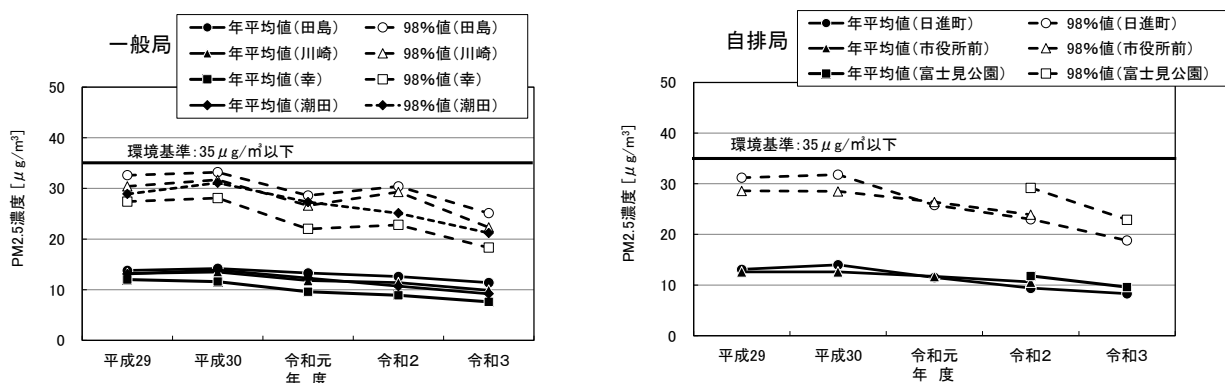 一般局
年平均値(田島) 98%値(田島)
年平均値(川崎) 98%値(川崎)
年平均値(幸) 98%値(幸)
年平均値(潮田) 98%値(潮田)
PM2.5濃度 [μg/m³]
50
40
30
20
10
0
環境基準:35μg/㎥以下
平成29 平成30 令和元 令和2 令和3
年 度
自排局
年平均値(日進町) 98%値(日進町)
年平均値(市役所前) 98%値(市役所前)
年平均値(富士見公園) 98%値(富士見公園)
PM2.5濃度 [μg/m³]
50
40
30
20
10
0
環境基準:35μg/㎥以下
平成29 平成30 令和元 令和2 令和3
年 度